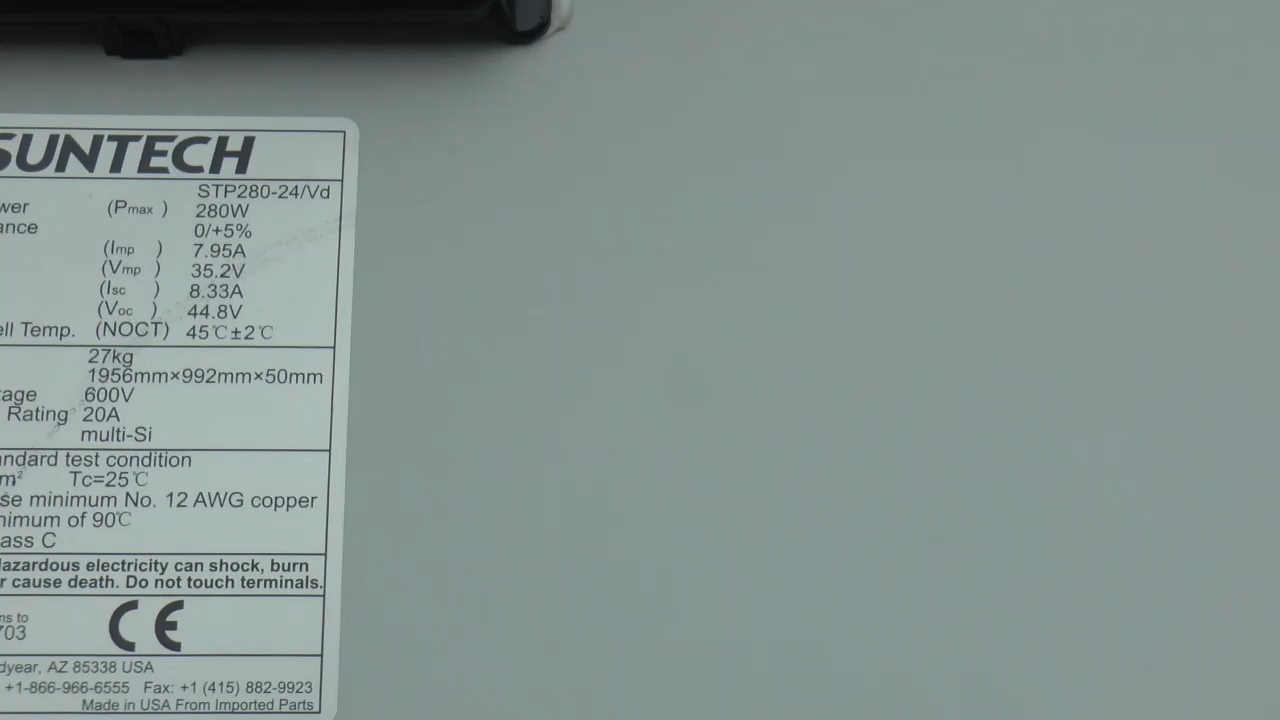 SUNTECH
STP280-24/Vd
wer (Pmax ) 280W
ance 0/+5%
(Imp ) 7.95A
(Vmp ) 35.2V
(Isc ) 8.33A
(Voc ) 44.8V
ell Temp. (NOCT) 45℃±2℃
27kg
1956mm×992mm×50mm
tage 600V
Rating 20A
multi-Si
andard test condition
m² Tc=25℃
se minimum No. 12 AWG copper
nimum of 90℃
ass C
azardous electricity can shock, burn
r cause death. Do not touch terminals.
ns to
703
CE
dyear, AZ 85338 USA
+1-866-966-6555 Fax: +1 (415) 882-9923
Made in USA From Imported Parts